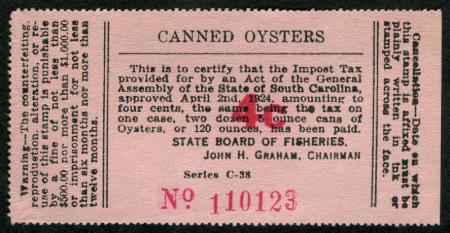 Warning—The counterfeiting,
reproduction, alteration, or re-
use of this stamp is punishable
by a fine of not less than
$500.00 nor more than $1,000.00
or imprisonment for not less
than six months nor more than
twelve months.
CANNED OYSTERS
This is to certify that the Impost Tax
provided for by an Act of the General
Assembly of the State of South Carolina,
approved April 2nd, 1924, amounting to
four cents, the same being the tax on
one case, two dozen 5 ounce cans of
Oysters, or 120 ounces, has been paid.
4c
STATE BOARD OF FISHERIES.
JOHN H. GRAHAM, CHAIRMAN
Series C-38
No 110123
Cancellation—Date on which
this stamp is affixed must be
plainly written in ink or
stamped across the face.